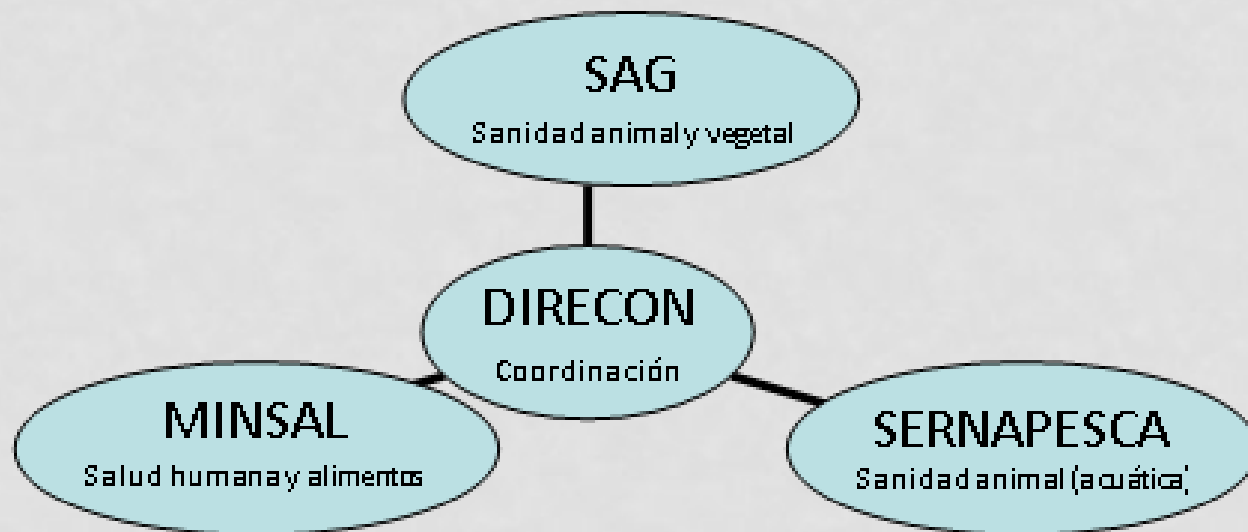 SAG
Sanidad animal y vegetal
DIRECON
Coordinación
MINSAL
Salud humana y alimentos
SERNAPESCA
Sanidad animal (acuática)